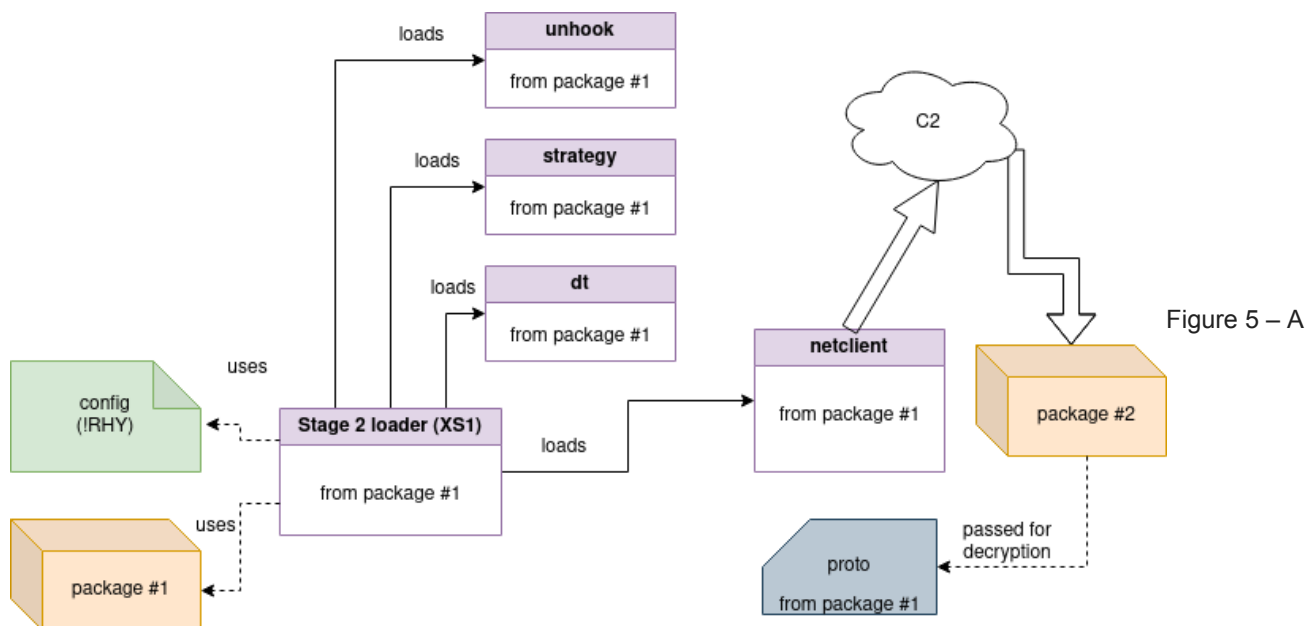 unhook
loads
from package #1
C2
strategy
loads
from package #1
dt
loads
from package #1
Figure 5 – A
netclient
uses
config
(!RHY)
from package #1
package #2
Stage 2 loader (XS1)
loads
from package #1
uses
passed for
decryption
proto
package #1
from package #1